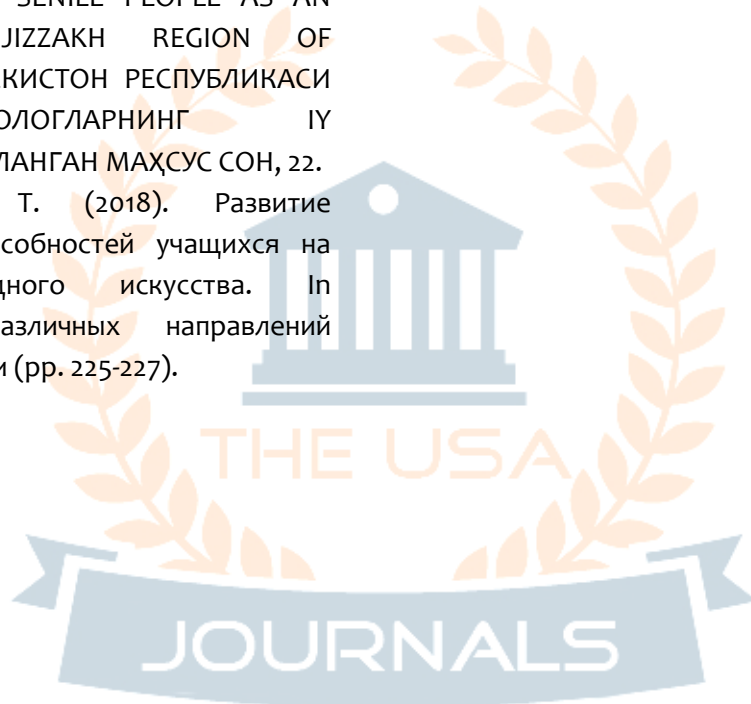 SENILE PEOPLE AS AN
JIZZAKH REGION OF
КИСТОН РЕСПУБЛИКАСИ
ОЛОГЛАРНИНГ IY
ЛАНГАН МАҲСУС СОН, 22.
Т. (2018). Развитие
собностей учащихся на
дного искусства. In
азличных направлений
и (pp. 225-227).
THE USA
JOURNALS